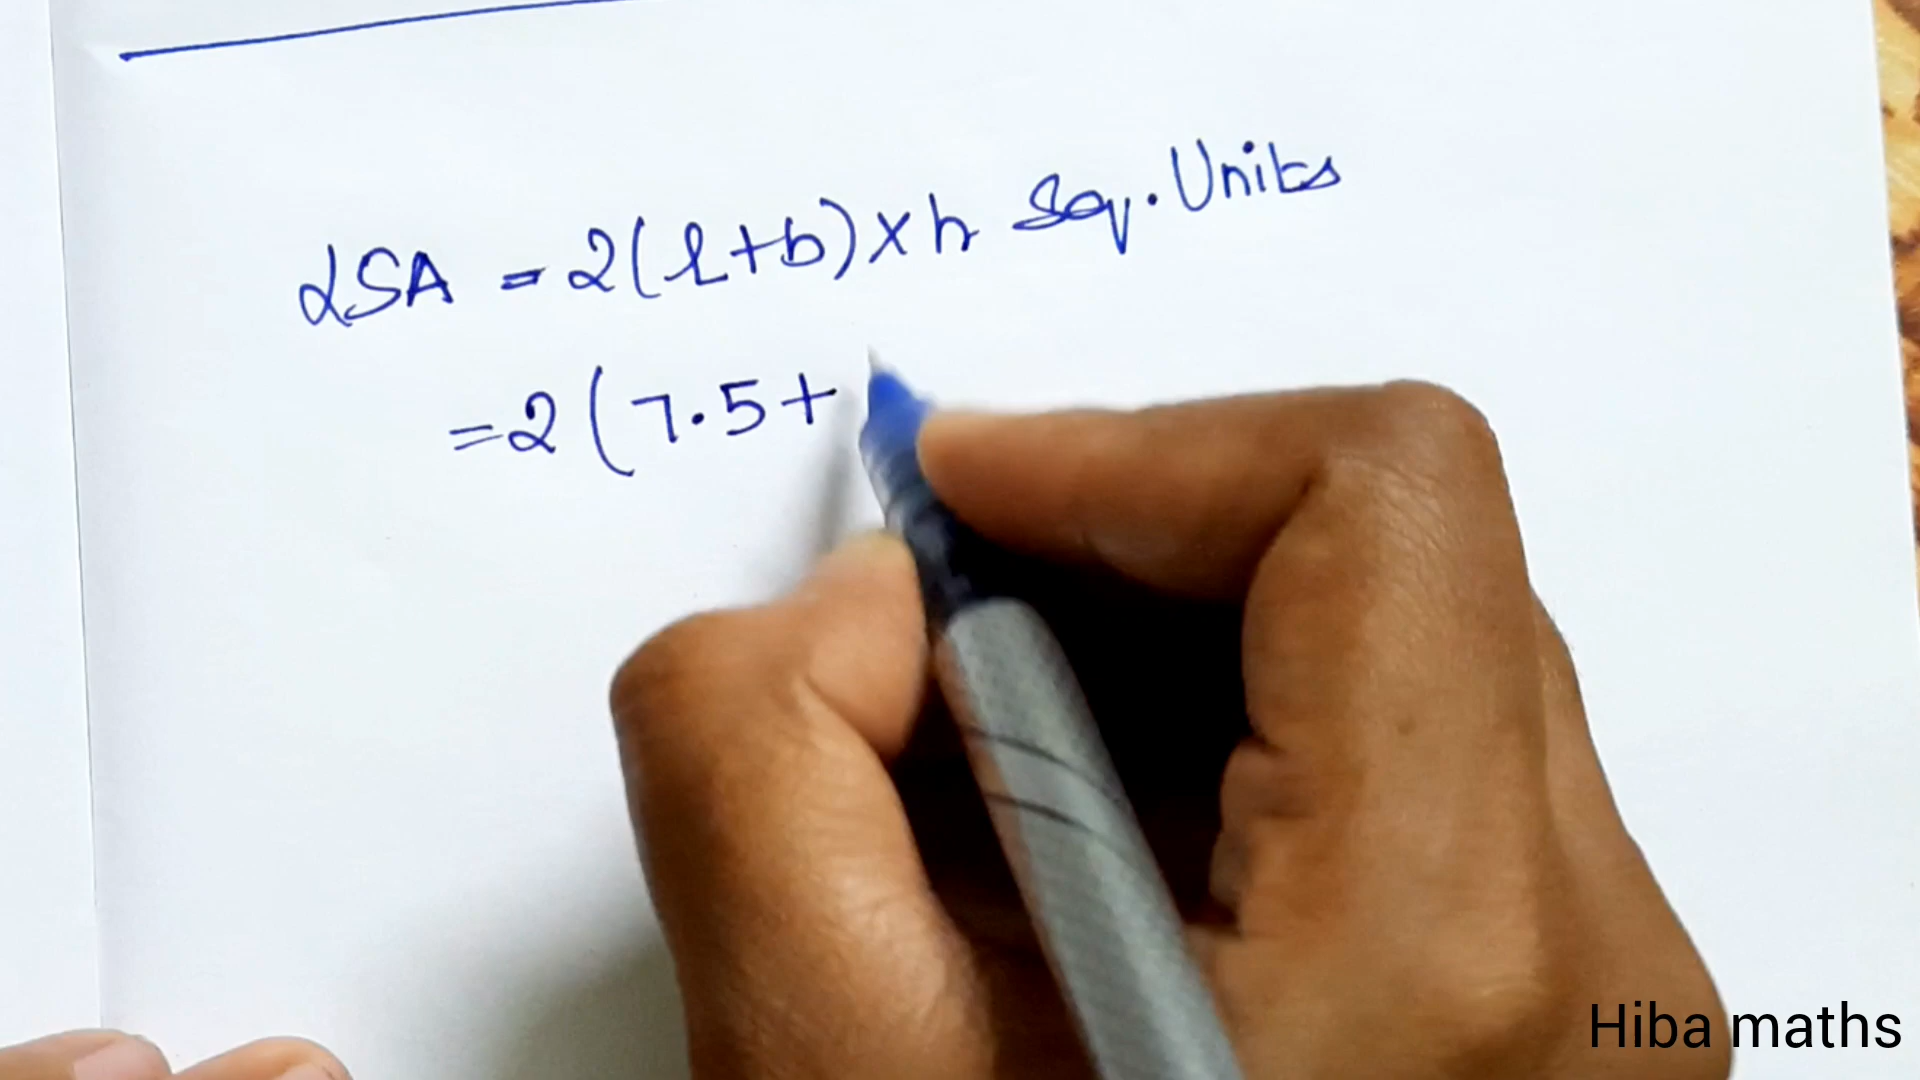 LSA = 2(l+b)×h Sq. Units
=2(7.5+
Hiba maths